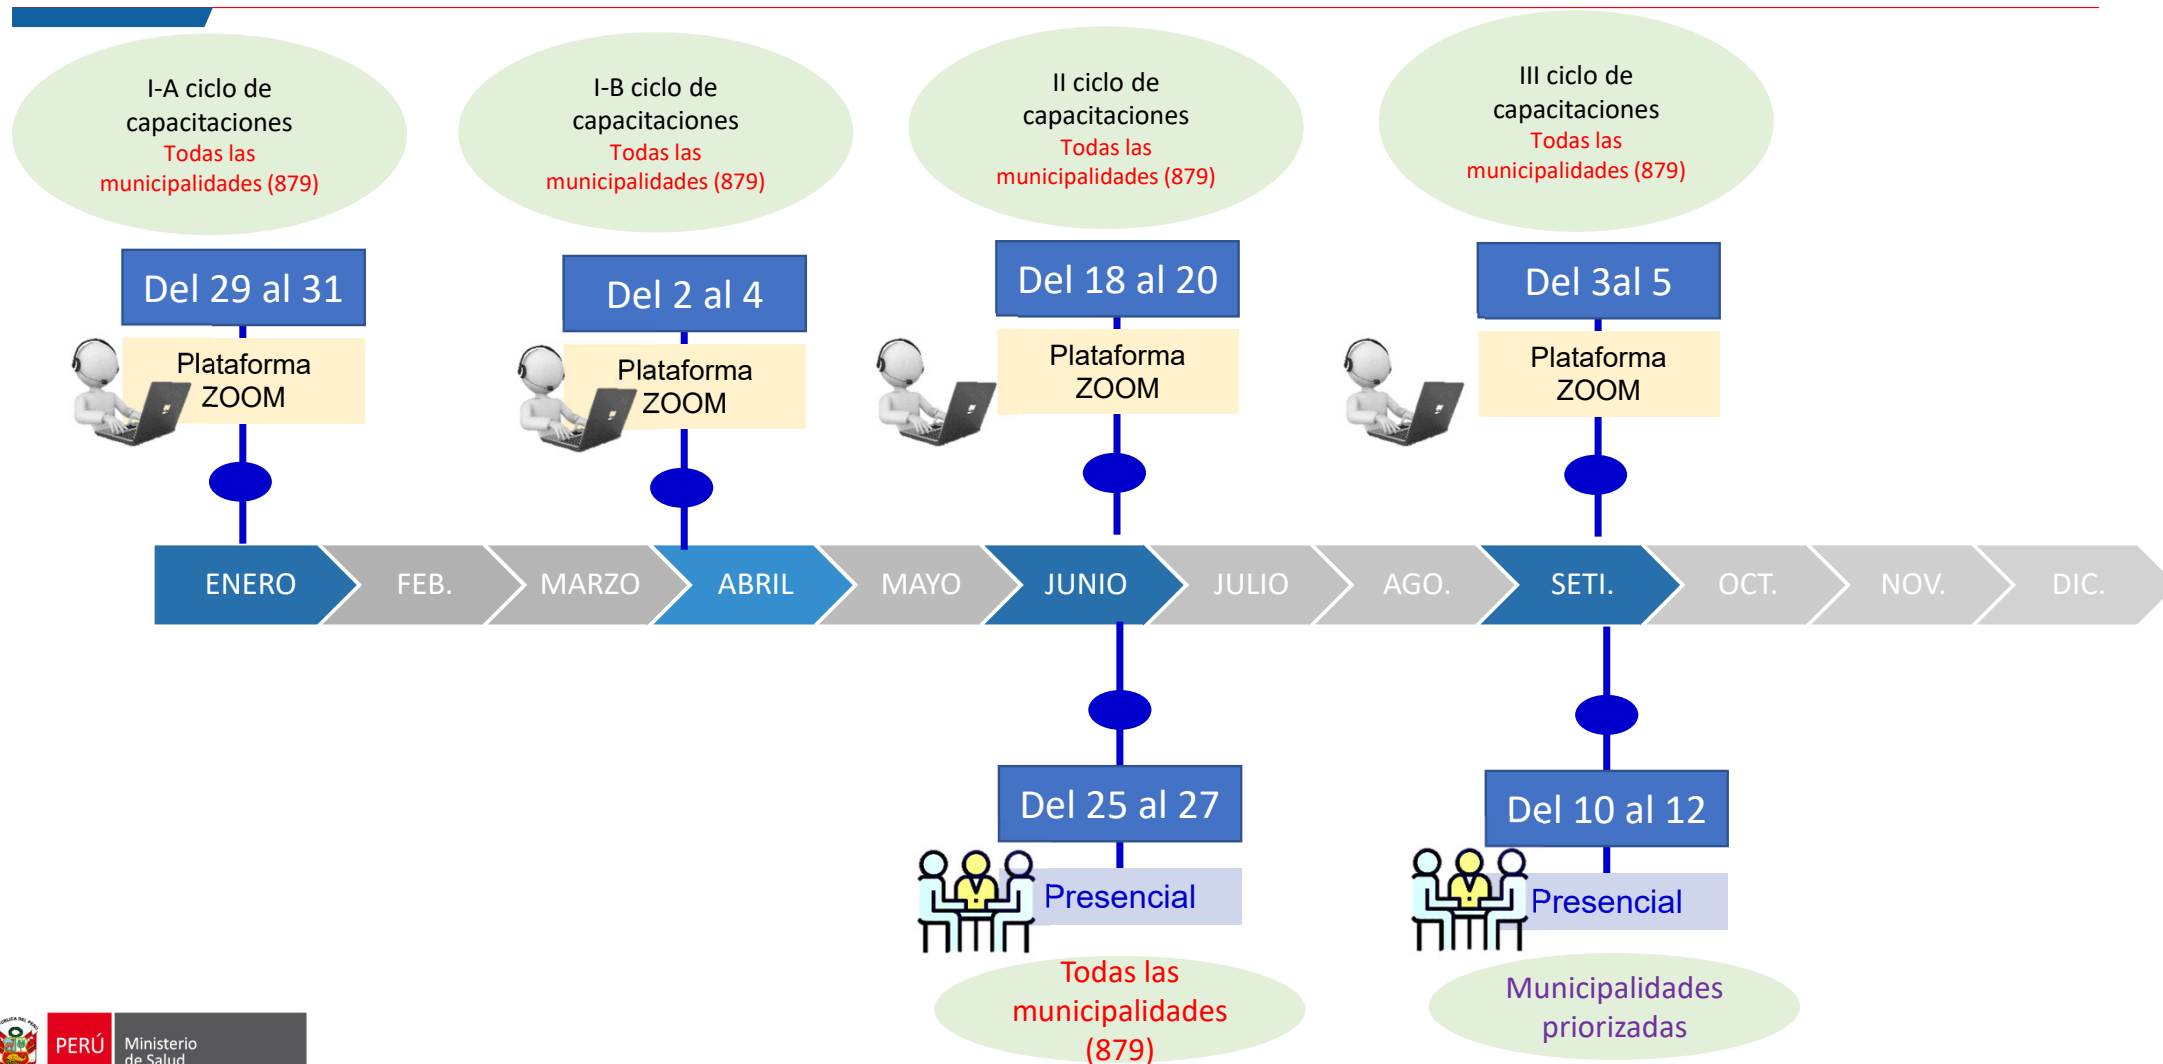 I-A ciclo de
capacitaciones
Todas las
municipalidades (879)
I-B ciclo de
capacitaciones
Todas las
municipalidades (879)
II ciclo de
capacitaciones
Todas las
municipalidades (879)
III ciclo de
capacitaciones
Todas las
municipalidades (879)
Del 29 al 31
Del 2 al 4
Del 18 al 20
Del 3al 5
Plataforma
ZOOM
Plataforma
ZOOM
Plataforma
ZOOM
Plataforma
ZOOM
ENERO
FEB.
MARZO
ABRIL
MAYO
JUNIO
JULIO
AGO.
SETI.
OCT.
NOV.
DIC.
Del 25 al 27
Del 10 al 12
Presencial
Presencial
Todas las
municipalidades
(879)
Municipalidades
priorizadas
PERÚ
Ministerio
de Salud